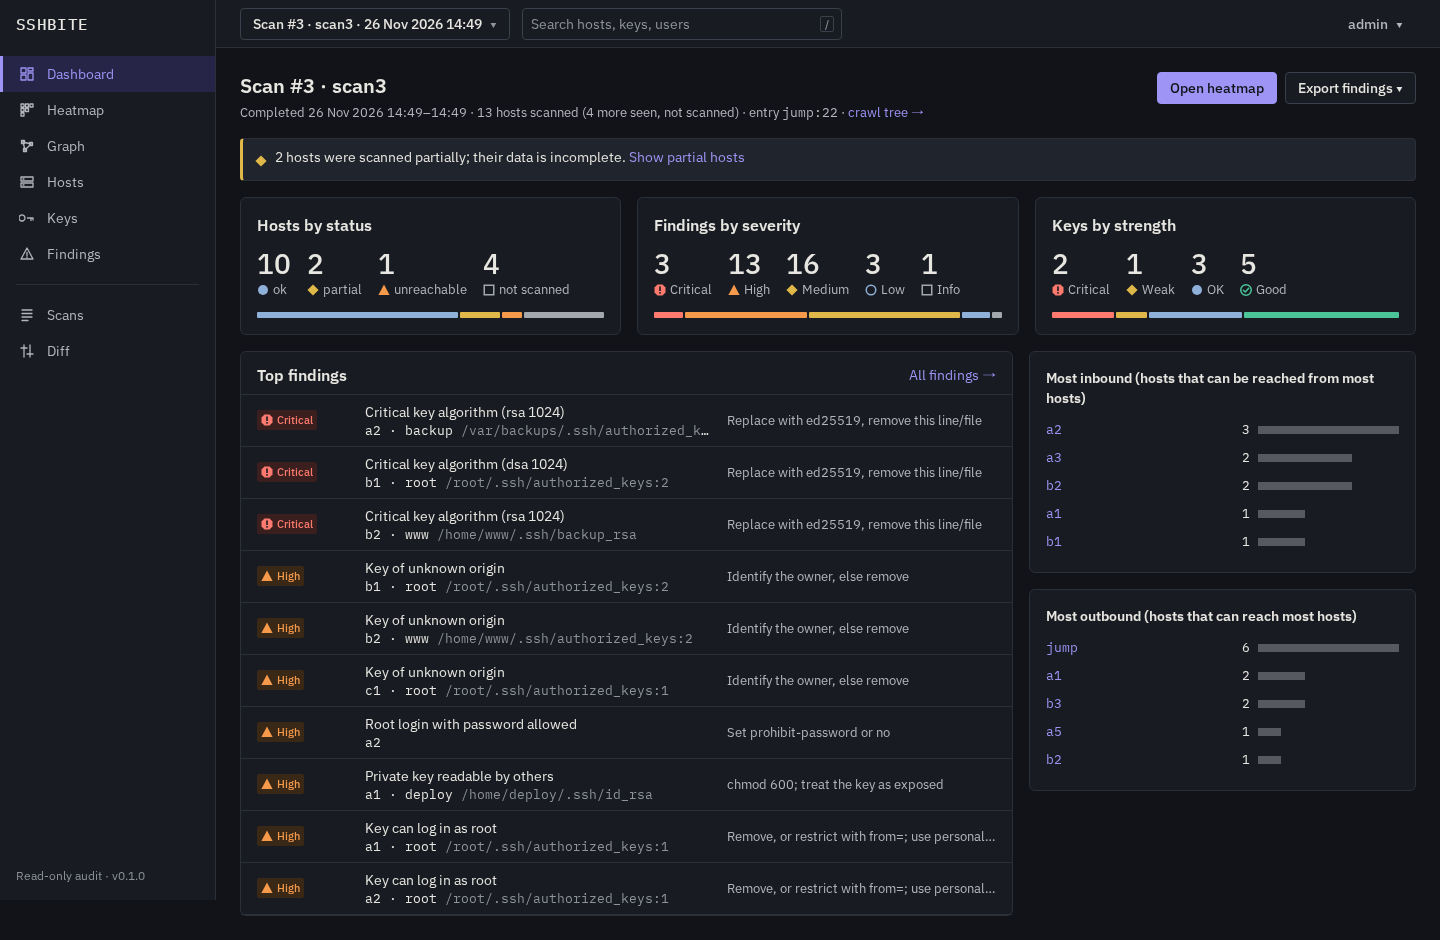 SSHBITE
Scan #3 · scan3 · 26 Nov 2026 14:49 ▾
Search hosts, keys, users
/
admin ▾
Dashboard
Heatmap
Graph
Hosts
Keys
Findings
Scans
Diff
Read-only audit · v0.1.0
Scan #3 · scan3
Completed 26 Nov 2026 14:49–14:49 · 13 hosts scanned (4 more seen, not scanned) · entry jump:22 · crawl tree →
Open heatmap
Export findings ▾
2 hosts were scanned partially; their data is incomplete. Show partial hosts
Hosts by status
10 2 1 4
ok partial unreachable not scanned
Findings by severity
3 13 16 3 1
Critical High Medium Low Info
Keys by strength
2 1 3 5
Critical Weak OK Good
Top findings
All findings →
Critical
Critical key algorithm (rsa 1024)
a2 · backup /var/backups/.ssh/authorized_k…
Replace with ed25519, remove this line/file
Critical
Critical key algorithm (dsa 1024)
b1 · root /root/.ssh/authorized_keys:2
Replace with ed25519, remove this line/file
Critical
Critical key algorithm (rsa 1024)
b2 · www /home/www/.ssh/backup_rsa
Replace with ed25519, remove this line/file
High
Key of unknown origin
b1 · root /root/.ssh/authorized_keys:2
Identify the owner, else remove
High
Key of unknown origin
b2 · www /home/www/.ssh/authorized_keys:2
Identify the owner, else remove
High
Key of unknown origin
c1 · root /root/.ssh/authorized_keys:1
Identify the owner, else remove
High
Root login with password allowed
a2
Set prohibit-password or no
High
Private key readable by others
a1 · deploy /home/deploy/.ssh/id_rsa
chmod 600; treat the key as exposed
High
Key can log in as root
a1 · root /root/.ssh/authorized_keys:1
Remove, or restrict with from=; use personal…
High
Key can log in as root
a2 · root /root/.ssh/authorized_keys:1
Remove, or restrict with from=; use personal…
Most inbound (hosts that can be reached from most
hosts)
a2 3
a3 2
b2 2
a1 1
b1 1
Most outbound (hosts that can reach most hosts)
jump 6
a1 2
b3 2
a5 1
b2 1